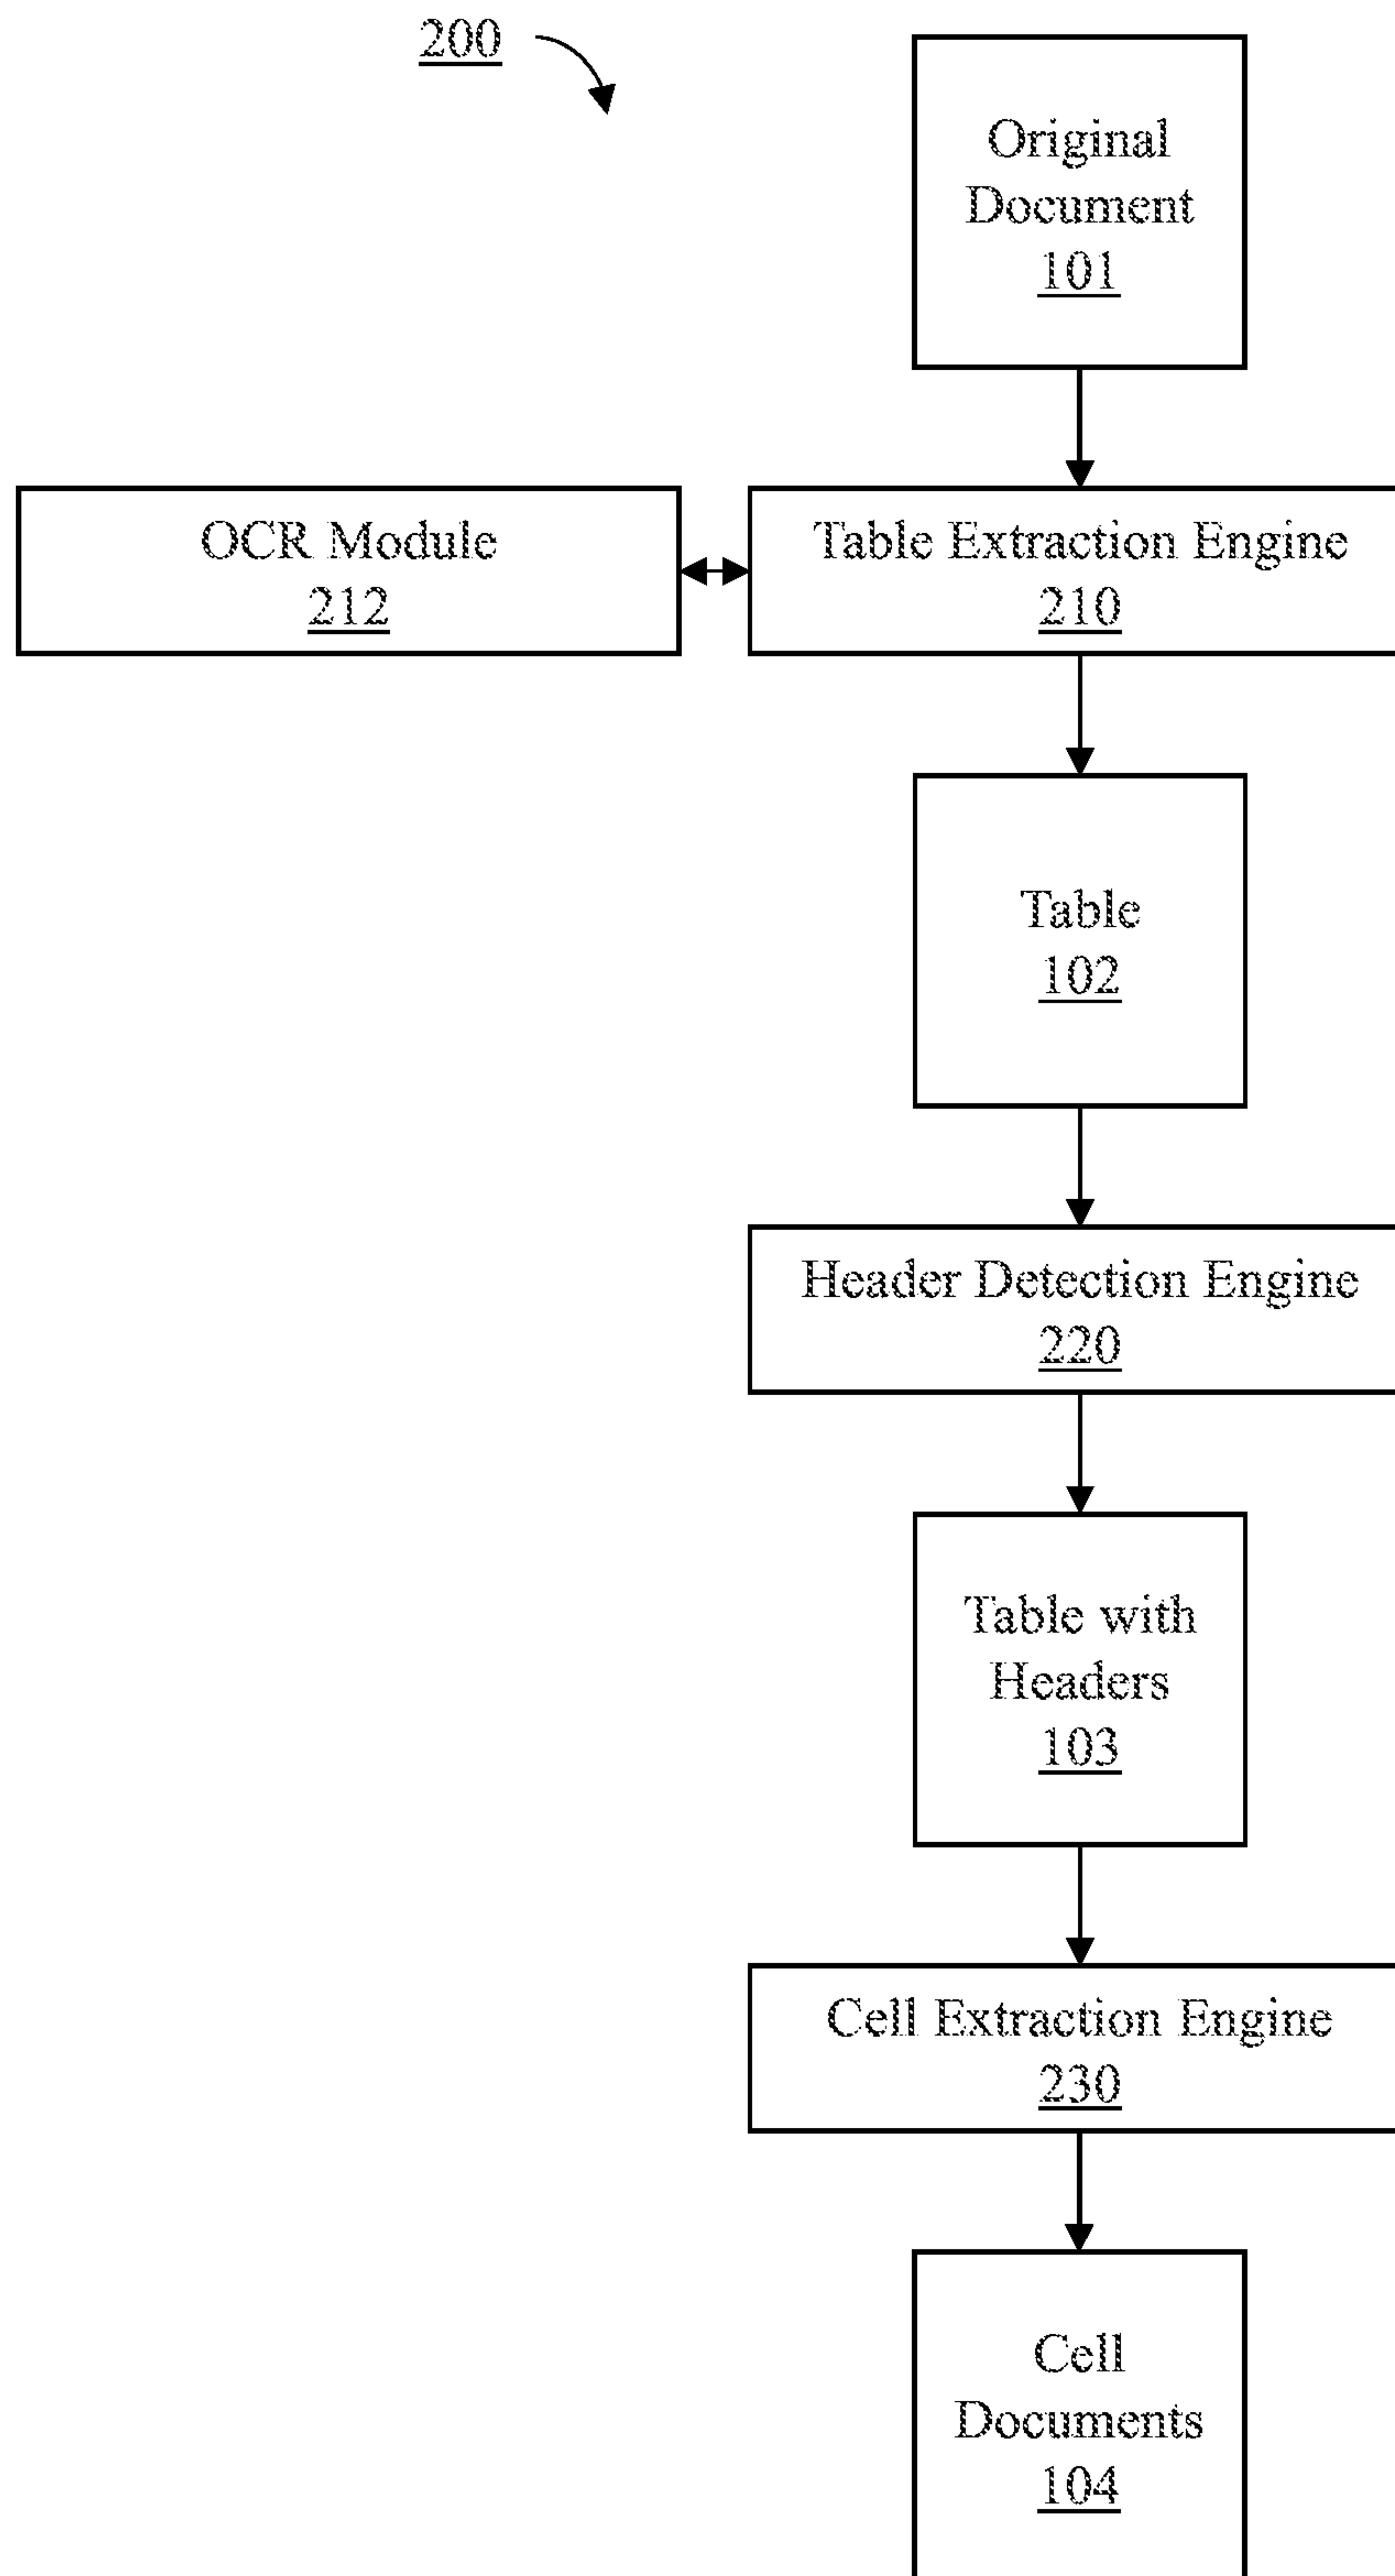 200
Original
Document
101
OCR Module
212
Table Extraction Engine
210
Table
102
Header Detection Engine
220
Table with
Headers
103
Cell Extraction Engine
230
Cell
Documents
104